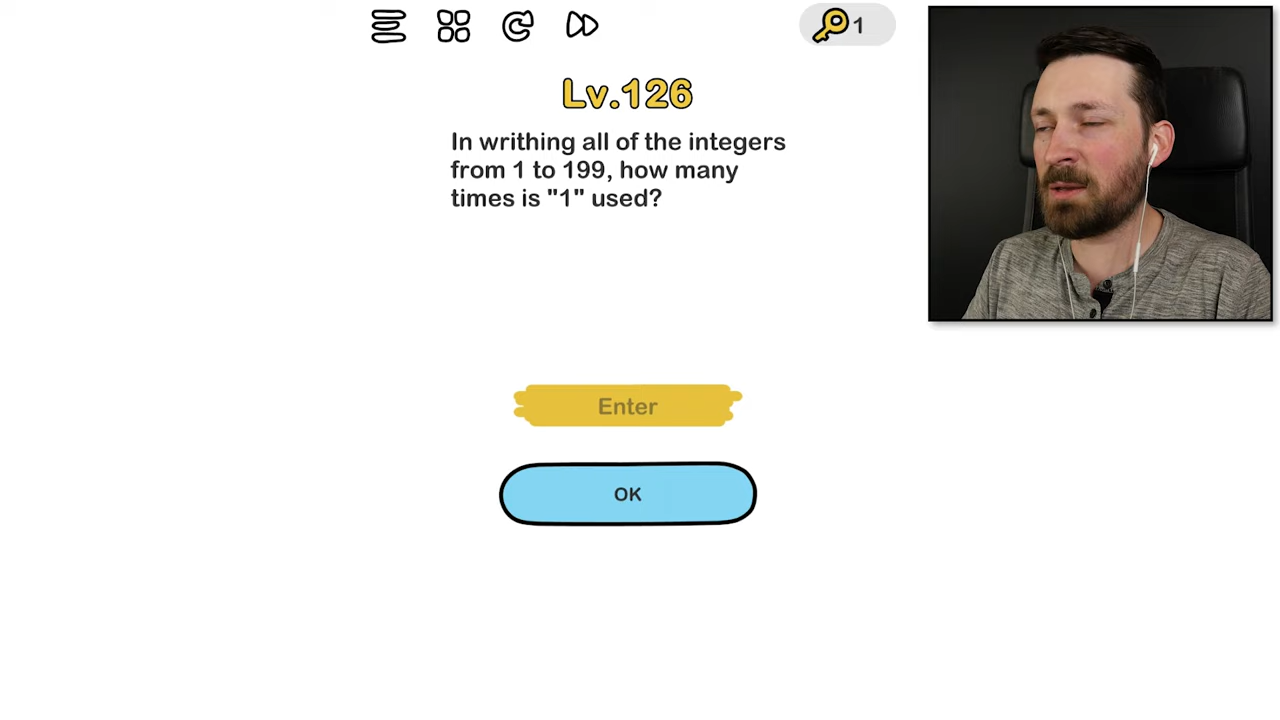 1
Lv.126
In writhing all of the integers
from 1 to 199, how many
times is "1" used?
Enter
OK